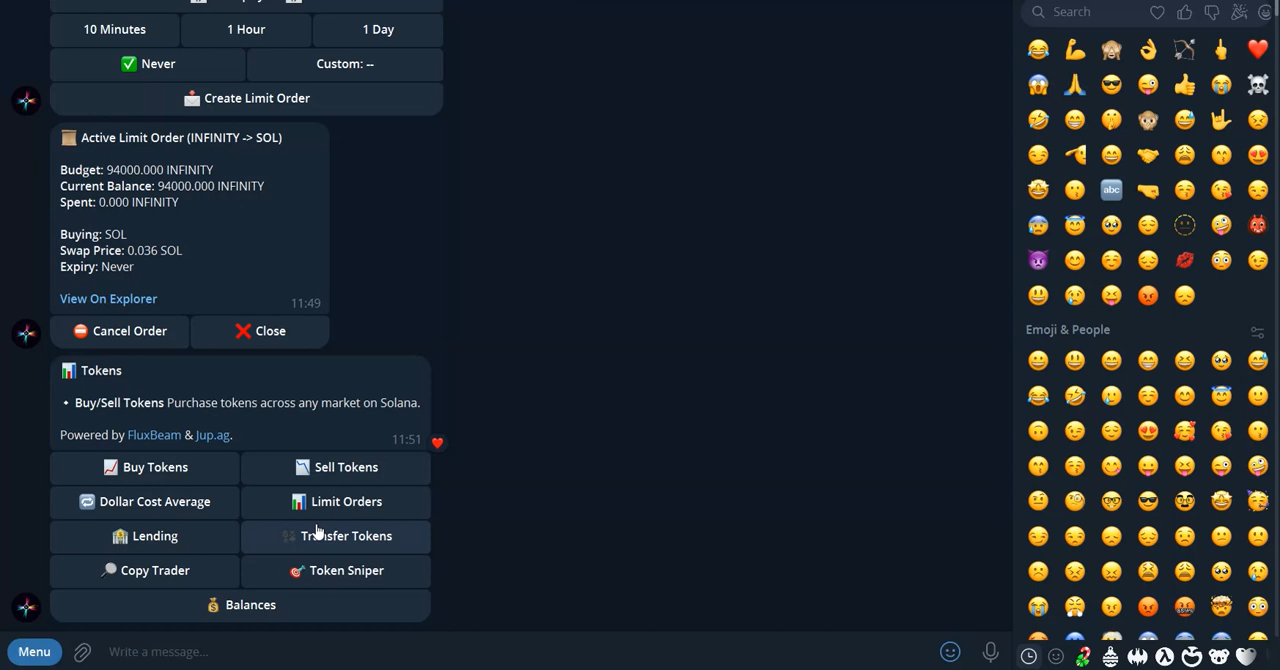 10 Minutes
1 Hour
1 Day
Never
Custom: --
Create Limit Order
Active Limit Order (INFINITY -> SOL)
Budget: 94000.000 INFINITY
Current Balance: 94000.000 INFINITY
Spent: 0.000 INFINITY
Buying: SOL
Swap Price: 0.036 SOL
Expiry: Never
View On Explorer
11:49
Cancel Order
Close
Tokens
• Buy/Sell Tokens Purchase tokens across any market on Solana.
Powered by FluxBeam & Jup.ag.
11:51
Buy Tokens
Sell Tokens
Dollar Cost Average
Limit Orders
Lending
Transfer Tokens
Copy Trader
Token Sniper
Balances
Menu
Write a message...
Search
abc
Emoji & People